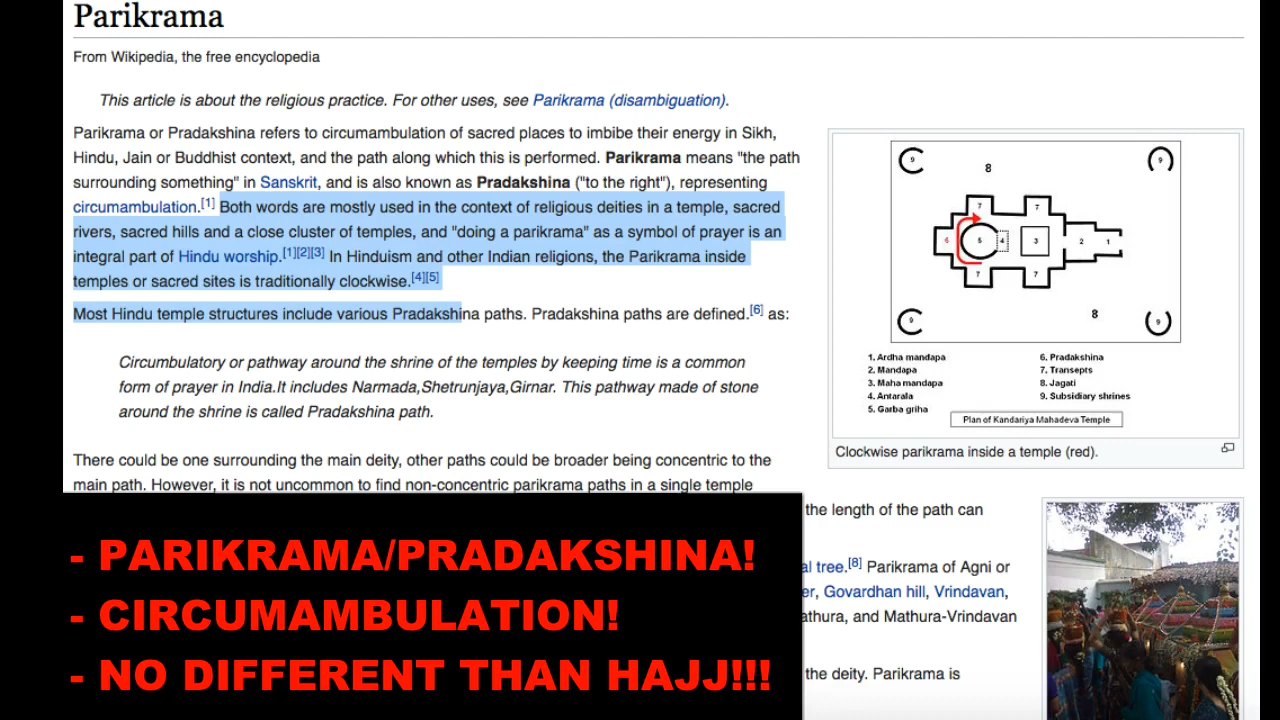 Parikrama
From Wikipedia, the free encyclopedia
This article is about the religious practice. For other uses, see Parikrama (disambiguation).
Parikrama or Pradakshina refers to circumambulation of sacred places to imbibe their energy in Sikh,
Hindu, Jain or Buddhist context, and the path along which this is performed. Parikrama means "the path
surrounding something" in Sanskrit, and is also known as Pradakshina ("to the right"), representing
circumambulation.[1] Both words are mostly used in the context of religious deities in a temple, sacred
rivers, sacred hills and a close cluster of temples, and "doing a parikrama" as a symbol of prayer is an
integral part of Hindu worship.[1][2][3] In Hinduism and other Indian religions, the Parikrama inside
temples or sacred sites is traditionally clockwise.[4][5]
Most Hindu temple structures include various Pradakshina paths. Pradakshina paths are defined.[6] as:
Circumbulatory or pathway around the shrine of the temples by keeping time is a common
form of prayer in India.It includes Narmada,Shetrunjaya,Girnar. This pathway made of stone
around the shrine is called Pradakshina path.
There could be one surrounding the main deity, other paths could be broader being concentric to the
main path. However, it is not uncommon to find non-concentric parikrama paths in a single temple
the length of the path can
al tree.[8] Parikrama of Agni or
er, Govardhan hill, Vrindavan,
athura, and Mathura-Vrindavan
the deity. Parikrama is
9
8
9
7
7
6
5
4
3
2
1
7
7
9
8
9
1. Ardha mandapa
2. Mandapa
3. Maha mandapa
4. Antarala
5. Garba griha
6. Pradakshina
7. Transepts
8. Jagati
9. Subsidiary shrines
Plan of Kandariya Mahadeva Temple
Clockwise parikrama inside a temple (red).
- PARIKRAMA/PRADAKSHINA!
- CIRCUMAMBULATION!
- NO DIFFERENT THAN HAJJ!!!